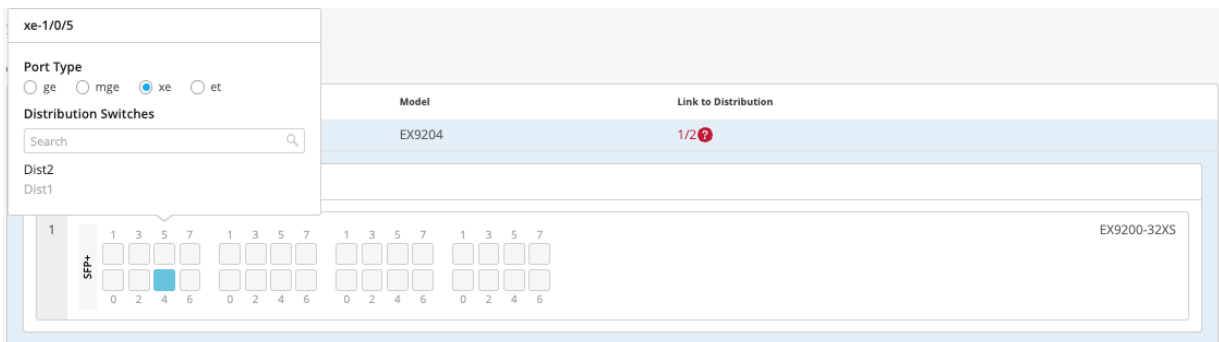 xe-1/0/5
Port Type
ge mge xe et
Distribution Switches
Search
Dist2
Dist1
Model Link to Distribution
EX9204 1/2 ?
1 EX9200-32XS
SFP+
1 3 5 7 1 3 5 7 1 3 5 7 1 3 5 7
0 2 4 6 0 2 4 6 0 2 4 6 0 2 4 6